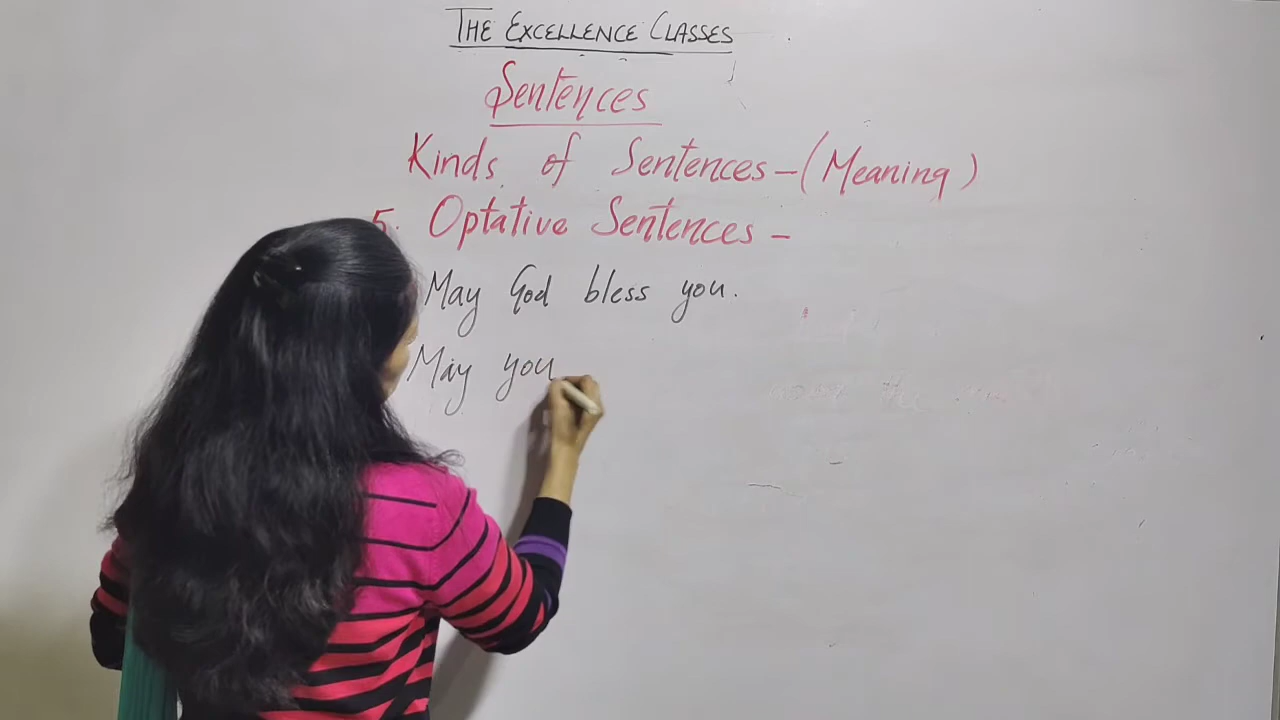 THE EXCELLENCE CLASSES
Sentences
Kinds of Sentences - (Meaning)
5. Optative Sentences -
May God bless you.
May you